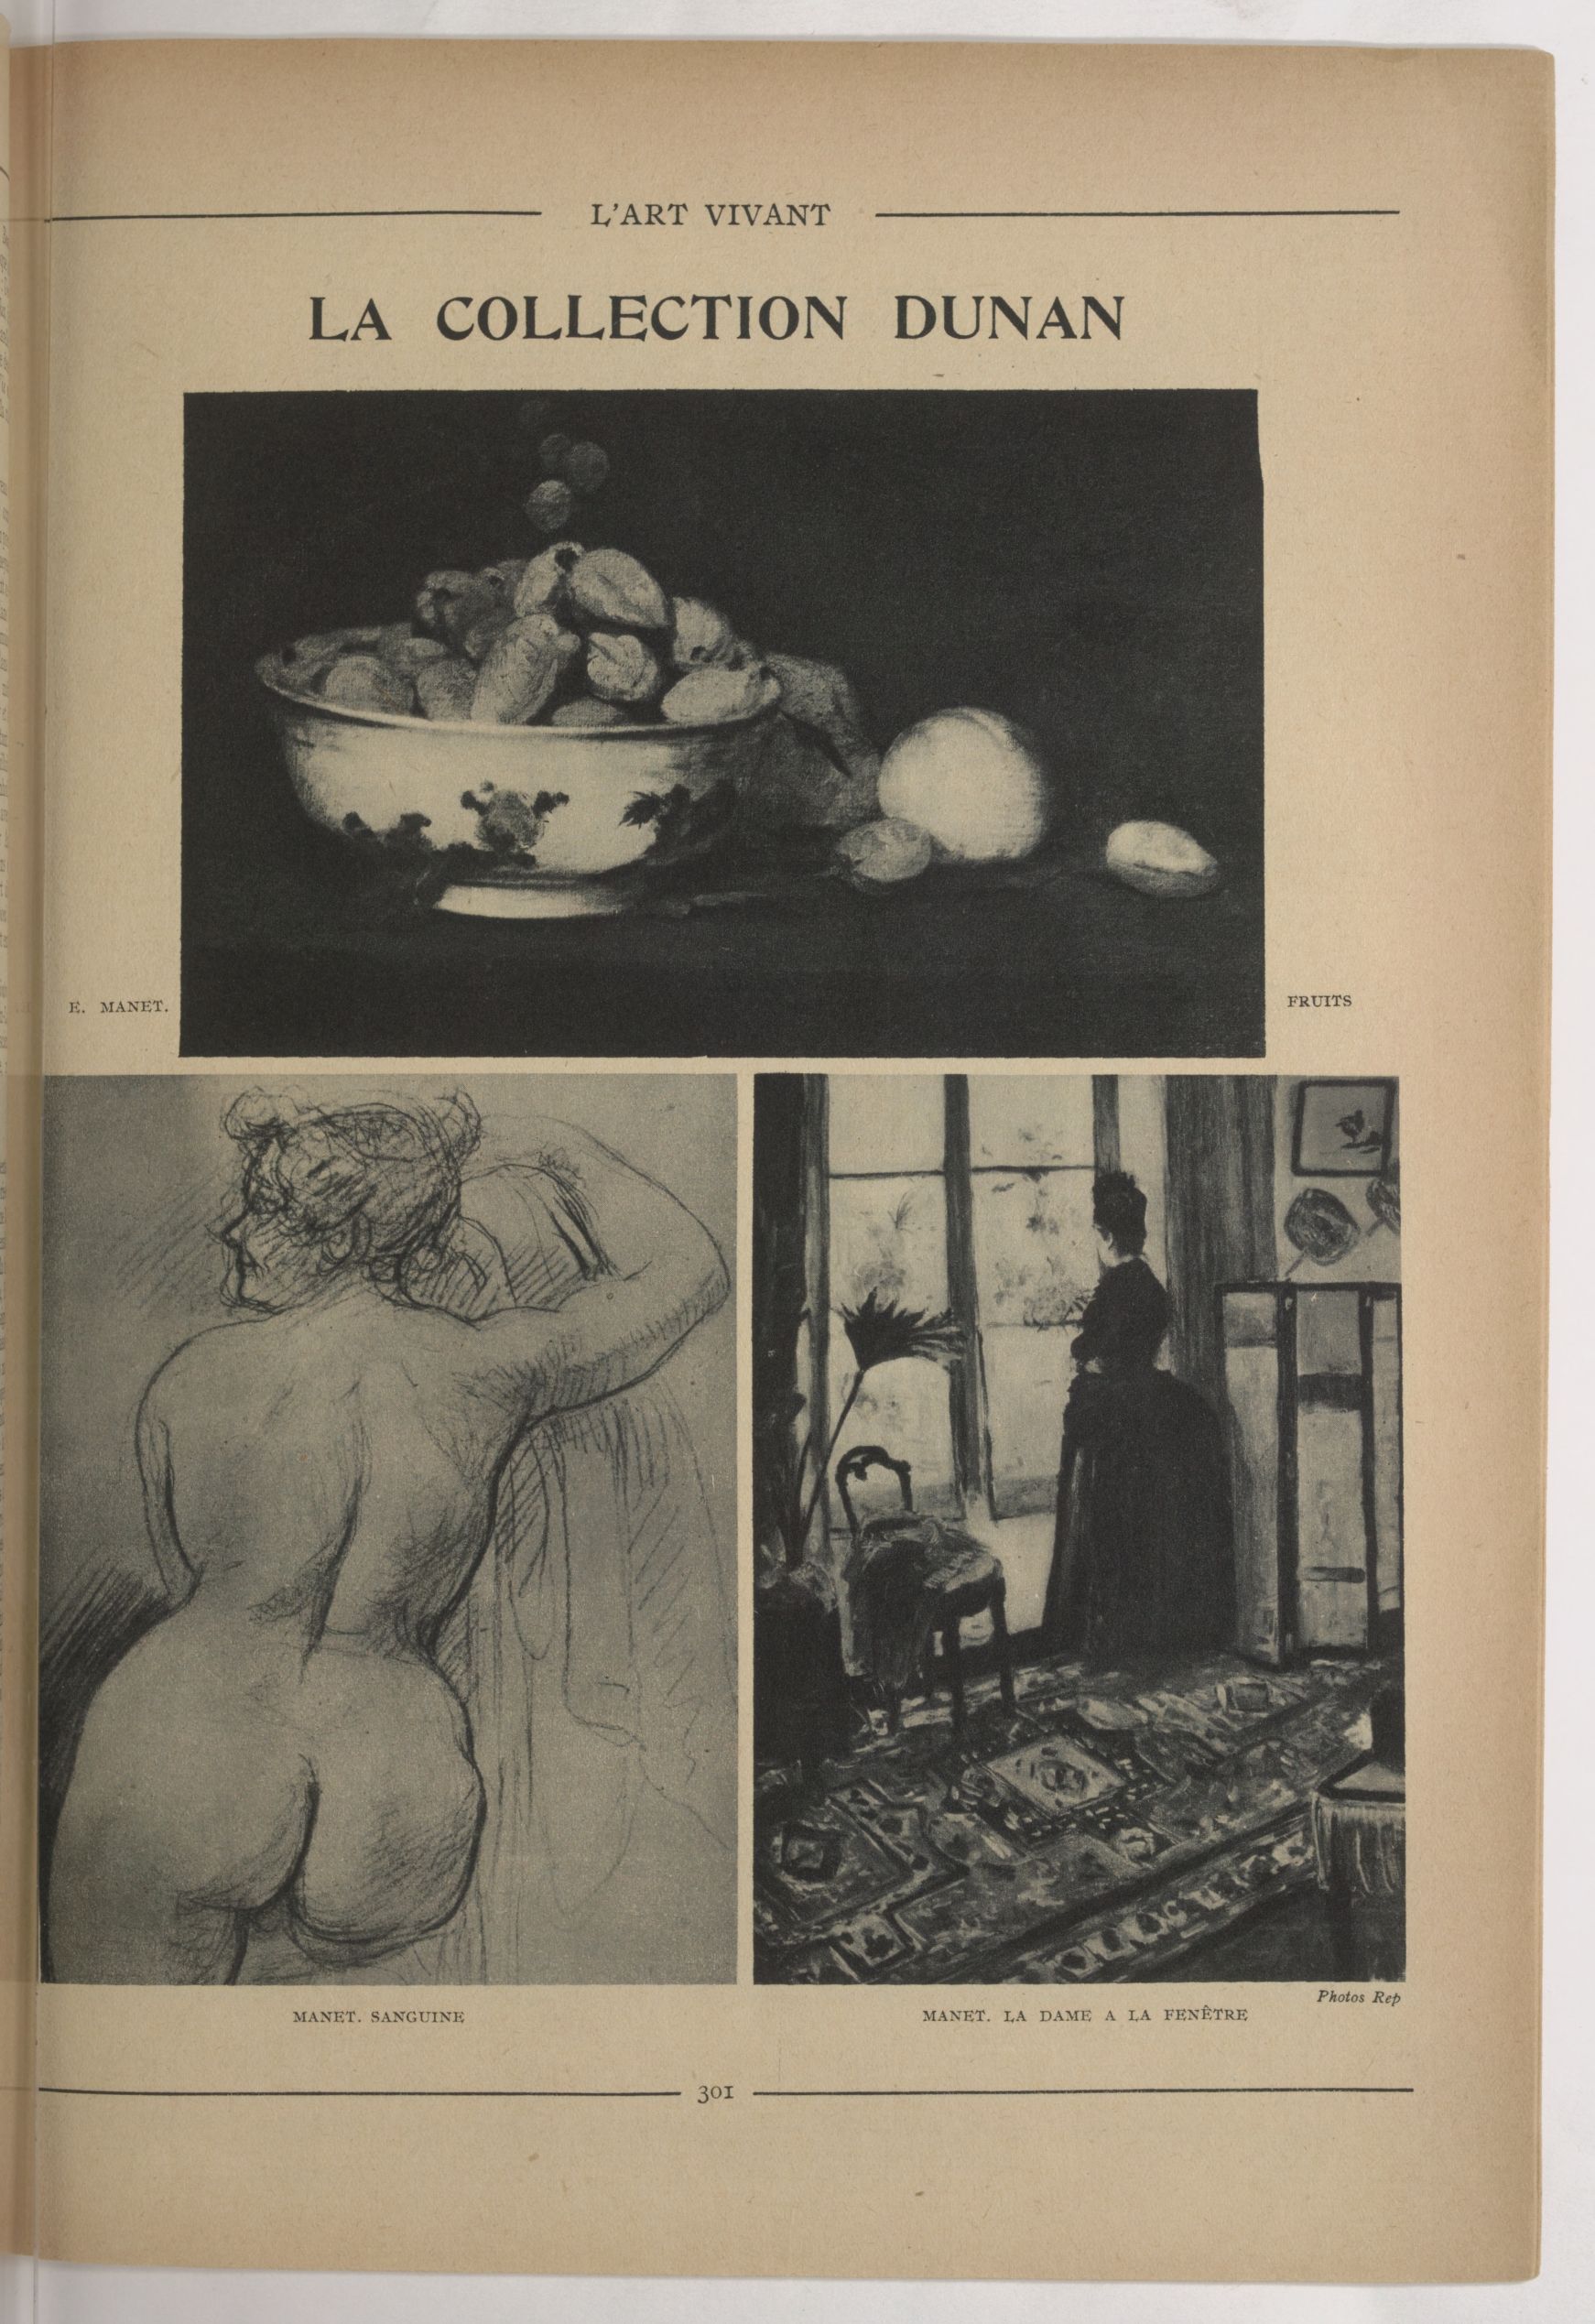 L'ART VIVANT
LA COLLECTION DUNAN
E. MANET.
FRUITS
Photos Rep
MANET. SANGUINE
MANET. LA DAME A LA FENÊTRE
301